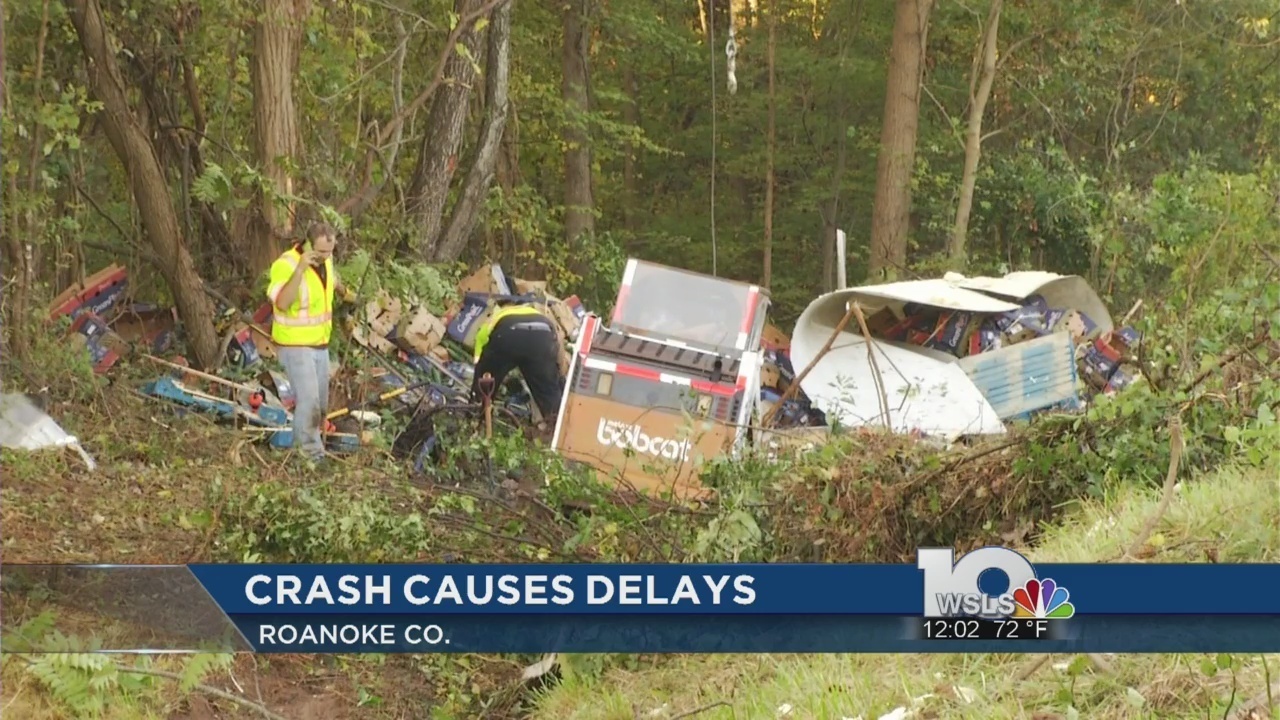 bobcat
CRASH CAUSES DELAYS
ROANOKE CO.
10
WSLS
12:02 72 °F